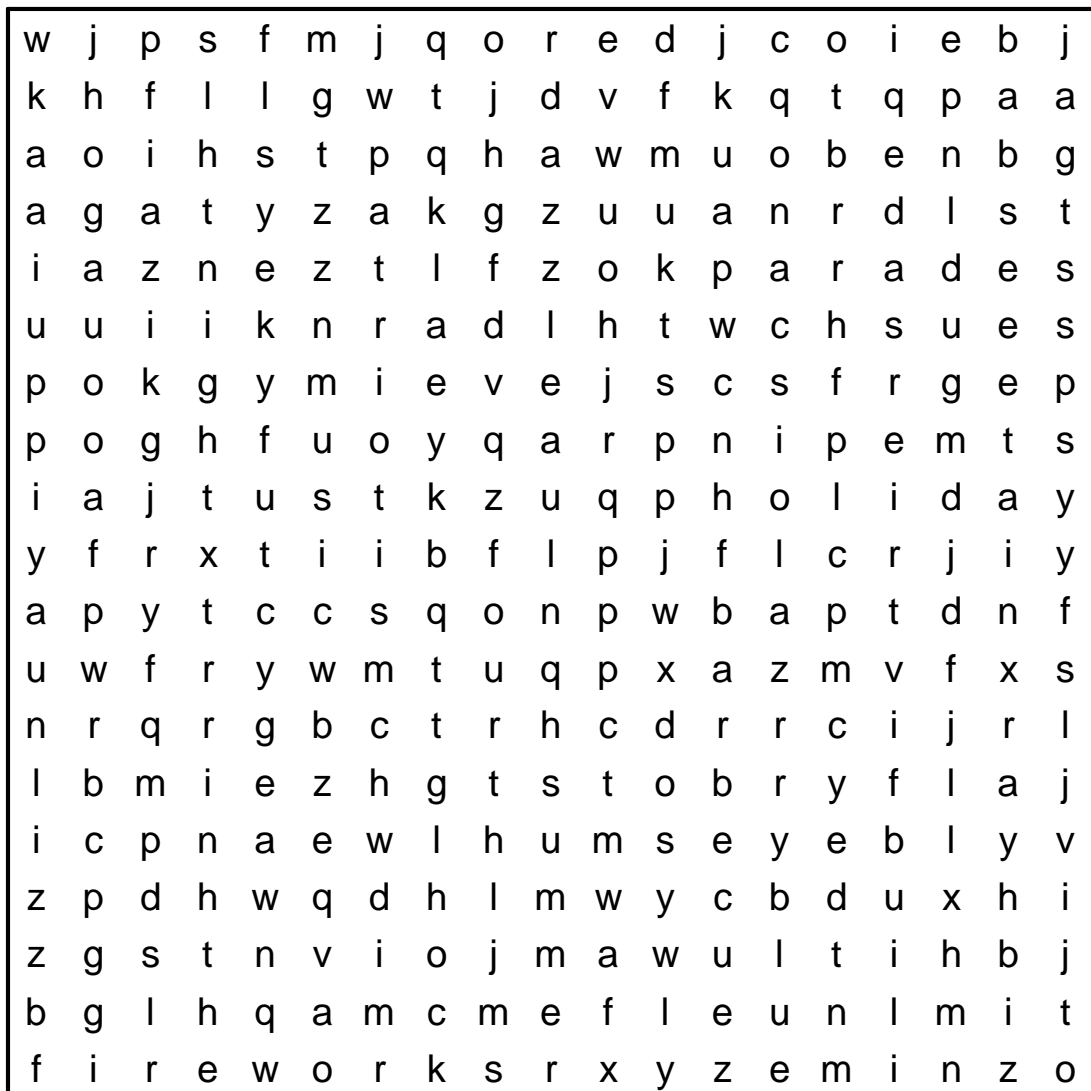 w j p s f m j q o r e d j c o i e b j
k h f l l g w t j d v f k q t q p a a
a o i h s t p q h a w m u o b e n b g
a g a t y z a k g z u u a n r d l s t
i a z n e z t l f z o k p a r a d e s
u u i i k n r a d l h t w c h s u e s
p o k g y m i e v e j s c s f r g e p
p o g h f u o y q a r p n i p e m t s
i a j t u s t k z u q p h o l i d a y
y f r x t i i b f l p j f l c r j i y
a p y t c c s q o n p w b a p t d n f
u w f r y w m t u q p x a z m v f x s
n r q r g b c t r h c d r r c i j r l
l b m i e z h g t s t o b r y f l a j
i c p n a e w l h u m s e y e b l y v
z p d h w q d h l m w y c b d u x h i
z g s t n v i o j m a w u l t i h b j
b g l h q a m c m e f l e u n l m i t
f i r e w o r k s r x y z e m i n z o